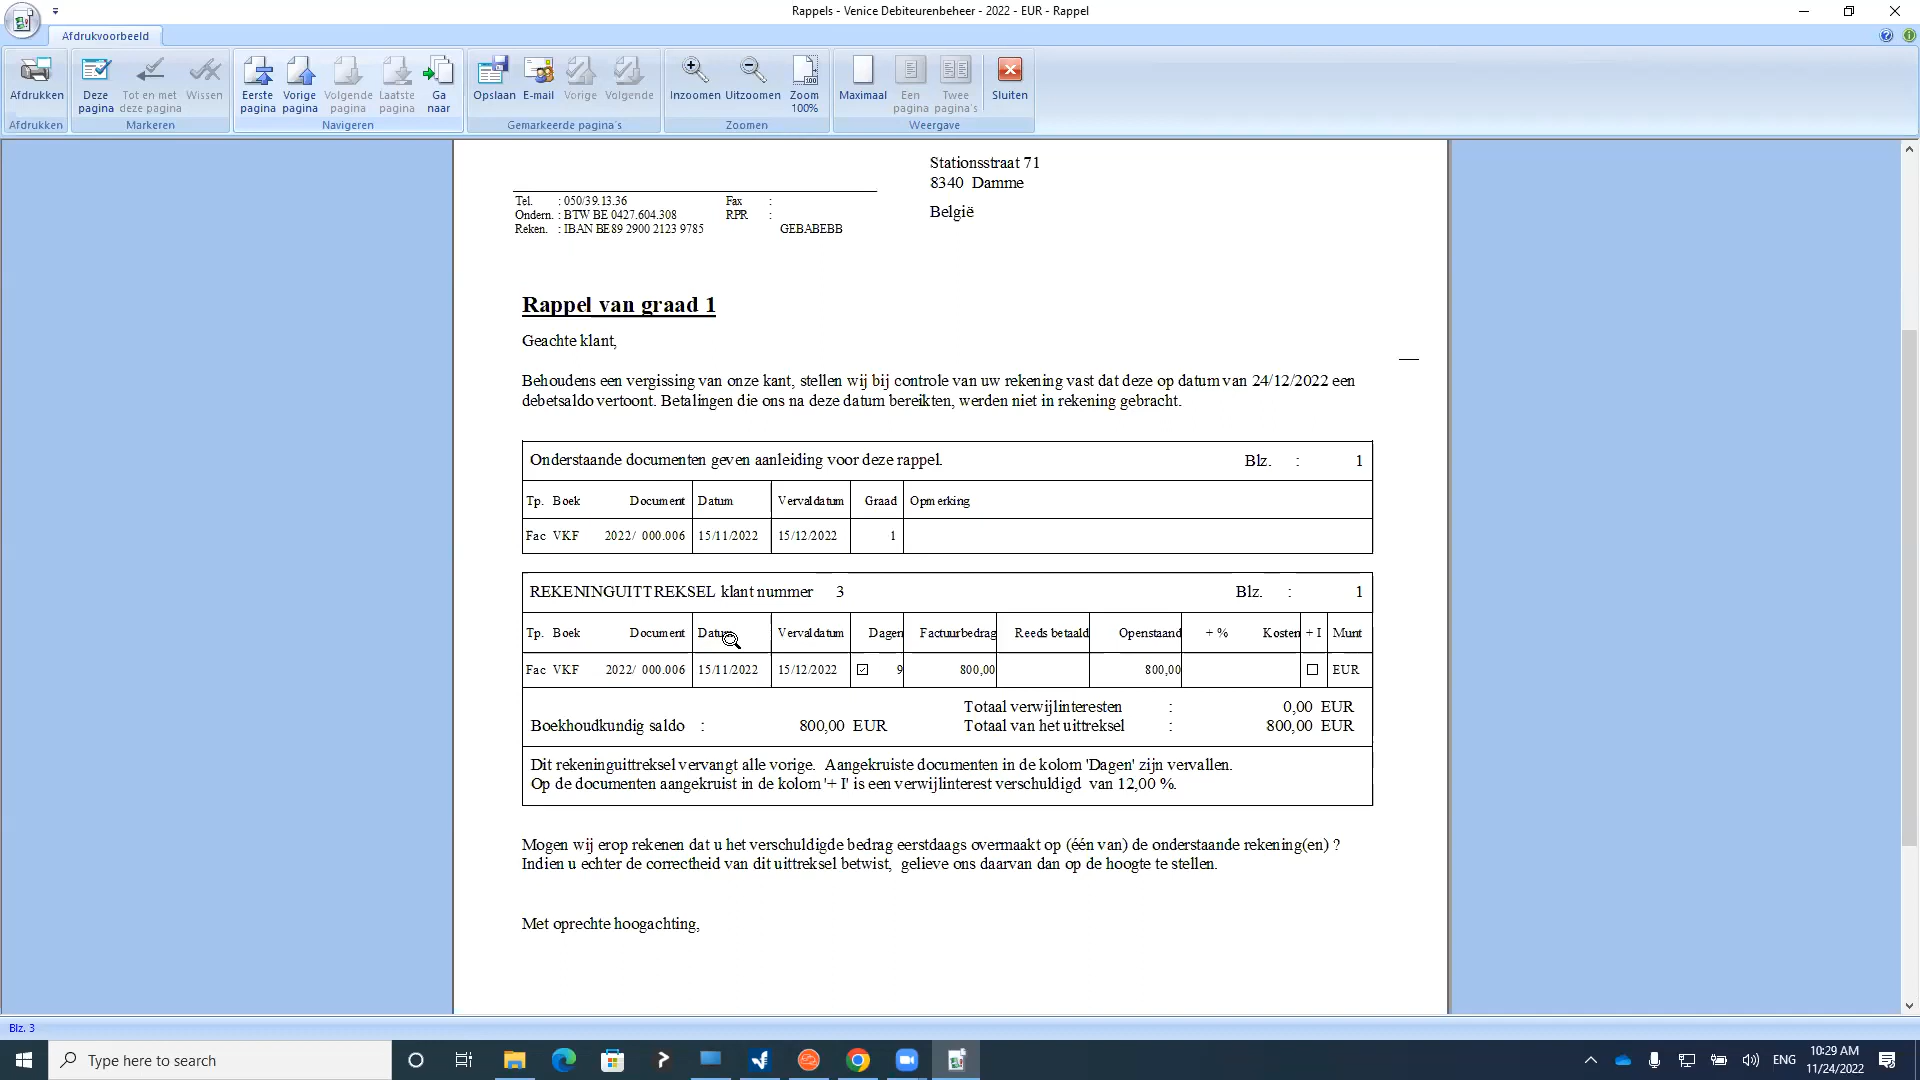 Rappels - Venice Debiteurenbeheer - 2022 - EUR - Rappel
Afdrukvoorbeeld
Afdrukken
Deze pagina
Tot en met deze pagina
Wissen
Eerste pagina
Vorige pagina
Volgende pagina
Laatste pagina
Ga naar
Opslaan
E-mail
Vorige
Volgende
Inzoomen
Uitzoomen
Zoom 100%
Maximaal
Een pagina
Twee pagina's
Sluiten
Afdrukken
Markeren
Navigeren
Gemarkeerde pagina's
Zoomen
Weergave
Stationsstraat 71
8340 Damme
België
Tel. : 050/39.13.36 Fax :
Ondern. : BTW BE 0427.604.308 RPR :
Reken. : IBAN BE89 2900 2123 9785 GEBABEBB
Rappel van graad 1
Geachte klant,
Behoudens een vergissing van onze kant, stellen wij bij controle van uw rekening vast dat deze op datum van 24/12/2022 een
debetsaldo vertoont. Betalingen die ons na deze datum bereikten, werden niet in rekening gebracht.
Onderstaande documenten geven aanleiding voor deze rappel. Blz. : 1
Tp. Boek Document Datum Vervaldatum Graad Opmerking
Fac VKF 2022/ 000.006 15/11/2022 15/12/2022 1
REKENINGUITTREKSEL klant nummer 3 Blz. : 1
Tp. Boek Document Datum Vervaldatum Dagen Factuurbedrag Reeds betaald Openstaand + % Kosten + I Munt
Fac VKF 2022/ 000.006 15/11/2022 15/12/2022 9 800,00 800,00 EUR
Totaal verwijlinteresten : 0,00 EUR
Boekhoudkundig saldo : 800,00 EUR Totaal van het uittreksel : 800,00 EUR
Dit rekeninguittreksel vervangt alle vorige. Aangekruiste documenten in de kolom 'Dagen' zijn vervallen.
Op de documenten aangekruist in de kolom '+ I' is een verwijlinterest verschuldigd van 12,00 %.
Mogen wij erop rekenen dat u het verschuldigde bedrag eerstdaags overmaakt op (één van) de onderstaande rekening(en) ?
Indien u echter de correctheid van dit uittreksel betwist, gelieve ons daarvan dan op de hoogte te stellen.
Met oprechte hoogachting,
Blz. 3
Type here to search
ENG
10:29 AM
11/24/2022